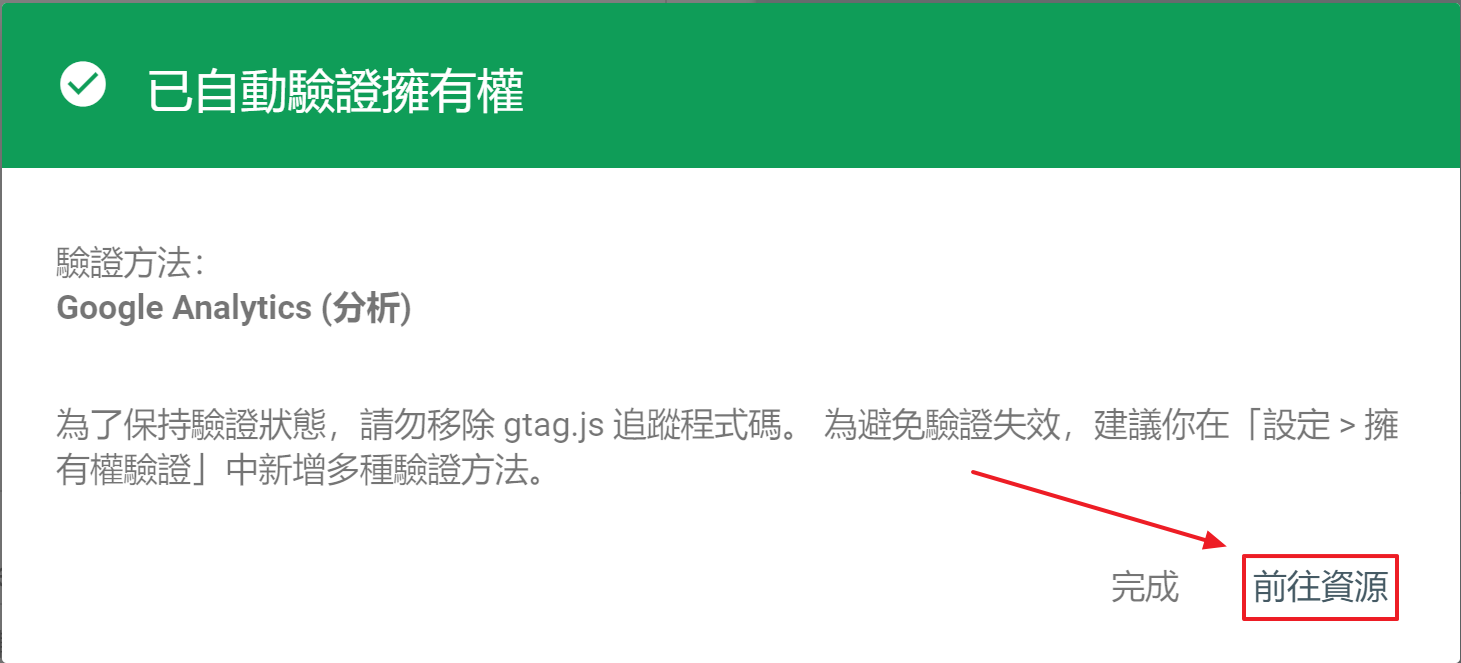 已自動驗證擁有權
驗證方法：
Google Analytics (分析)
為了保持驗證狀態，請勿移除 gtag.js 追蹤程式碼。 為避免驗證失效，建議你在「設定 > 擁
有權驗證」中新增多種驗證方法。
完成 前往資源